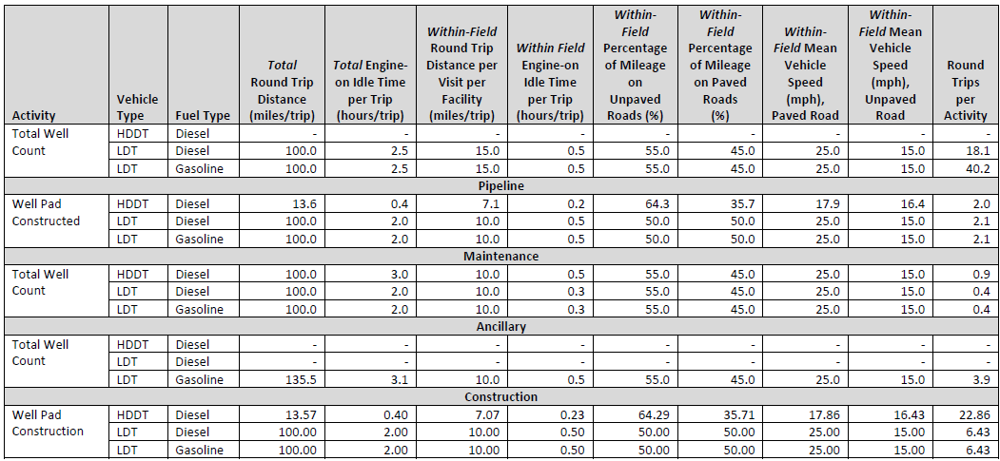 Activity Vehicle Type Fuel Type Total Round Trip Distance (miles/trip) Total Engine-on Idle Time per Trip (hours/trip) Within-Field Round Trip Distance per Visit per Facility (miles/trip) Within Field Engine-on Idle Time per Trip (hours/trip) Within-Field Percentage of Mileage on Unpaved Roads (%) Within-Field Percentage of Mileage on Paved Roads (%) Within-Field Mean Vehicle Speed (mph), Paved Road Within-Field Mean Vehicle Speed (mph), Unpaved Road Round Trips per Activity
Total Well Count HDDT Diesel - - - - - - - - -
LDT Diesel 100.0 2.5 15.0 0.5 55.0 45.0 25.0 15.0 18.1
LDT Gasoline 100.0 2.5 15.0 0.5 55.0 45.0 25.0 15.0 40.2
Pipeline
Well Pad Constructed HDDT Diesel 13.6 0.4 7.1 0.2 64.3 35.7 17.9 16.4 2.0
LDT Diesel 100.0 2.0 10.0 0.5 50.0 50.0 25.0 15.0 2.1
LDT Gasoline 100.0 2.0 10.0 0.5 50.0 50.0 25.0 15.0 2.1
Maintenance
Total Well Count HDDT Diesel 100.0 3.0 10.0 0.5 55.0 45.0 25.0 15.0 0.9
LDT Diesel 100.0 2.0 10.0 0.3 55.0 45.0 25.0 15.0 0.4
LDT Gasoline 100.0 2.0 10.0 0.3 55.0 45.0 25.0 15.0 0.4
Ancillary
Total Well Count HDDT Diesel - - - - - - - - -
LDT Diesel - - - - - - - - -
LDT Gasoline 135.5 3.1 10.0 0.5 55.0 45.0 25.0 15.0 3.9
Construction
Well Pad Construction HDDT Diesel 13.57 0.40 7.07 0.23 64.29 35.71 17.86 16.43 22.86
LDT Diesel 100.00 2.00 10.00 0.50 50.00 50.00 25.00 15.00 6.43
LDT Gasoline 100.00 2.00 10.00 0.50 50.00 50.00 25.00 15.00 6.43